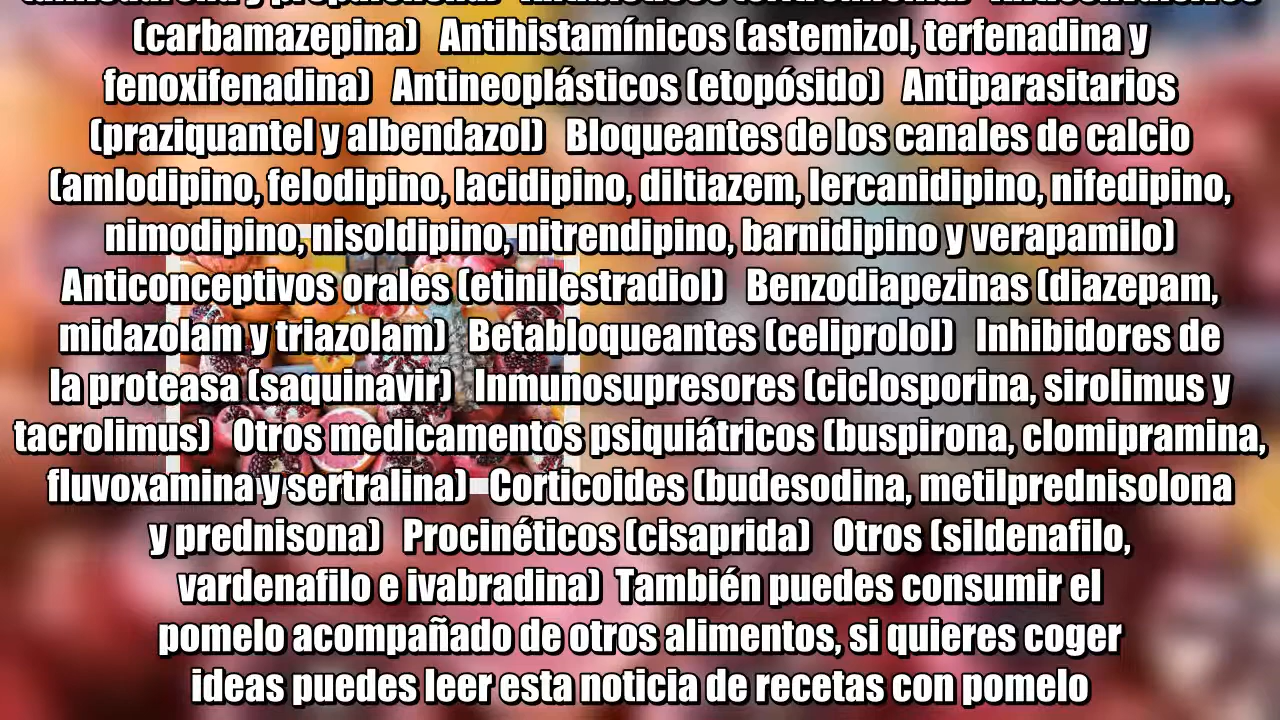 (carbamazepina) Antihistamínicos (astemizol, terfenadina y
fenoxifenadina) Antineoplásticos (etopósido) Antiparasitarios
(praziquantel y albendazol) Bloqueantes de los canales de calcio
(amlodipino, felodipino, lacidipino, diltiazem, lercanidipino, nifedipino,
nimodipino, nisoldipino, nitrendipino, barnidipino y verapamilo)
Anticonceptivos orales (etinilestradiol) Benzodiapezinas (diazepam,
midazolam y triazolam) Betabloqueantes (celiprolol) Inhibidores de
la proteasa (saquinavir) Inmunosupresores (ciclosporina, sirolimus y
tacrolimus) Otros medicamentos psiquiátricos (buspirona, clomipramina,
fluvoxamina y sertralina) Corticoides (budesodina, metilprednisolona
y prednisona) Procinéticos (cisaprida) Otros (sildenafilo,
vardenafilo e ivabradina) También puedes consumir el
pomelo acompañado de otros alimentos, si quieres coger
ideas puedes leer esta noticia de recetas con pomelo